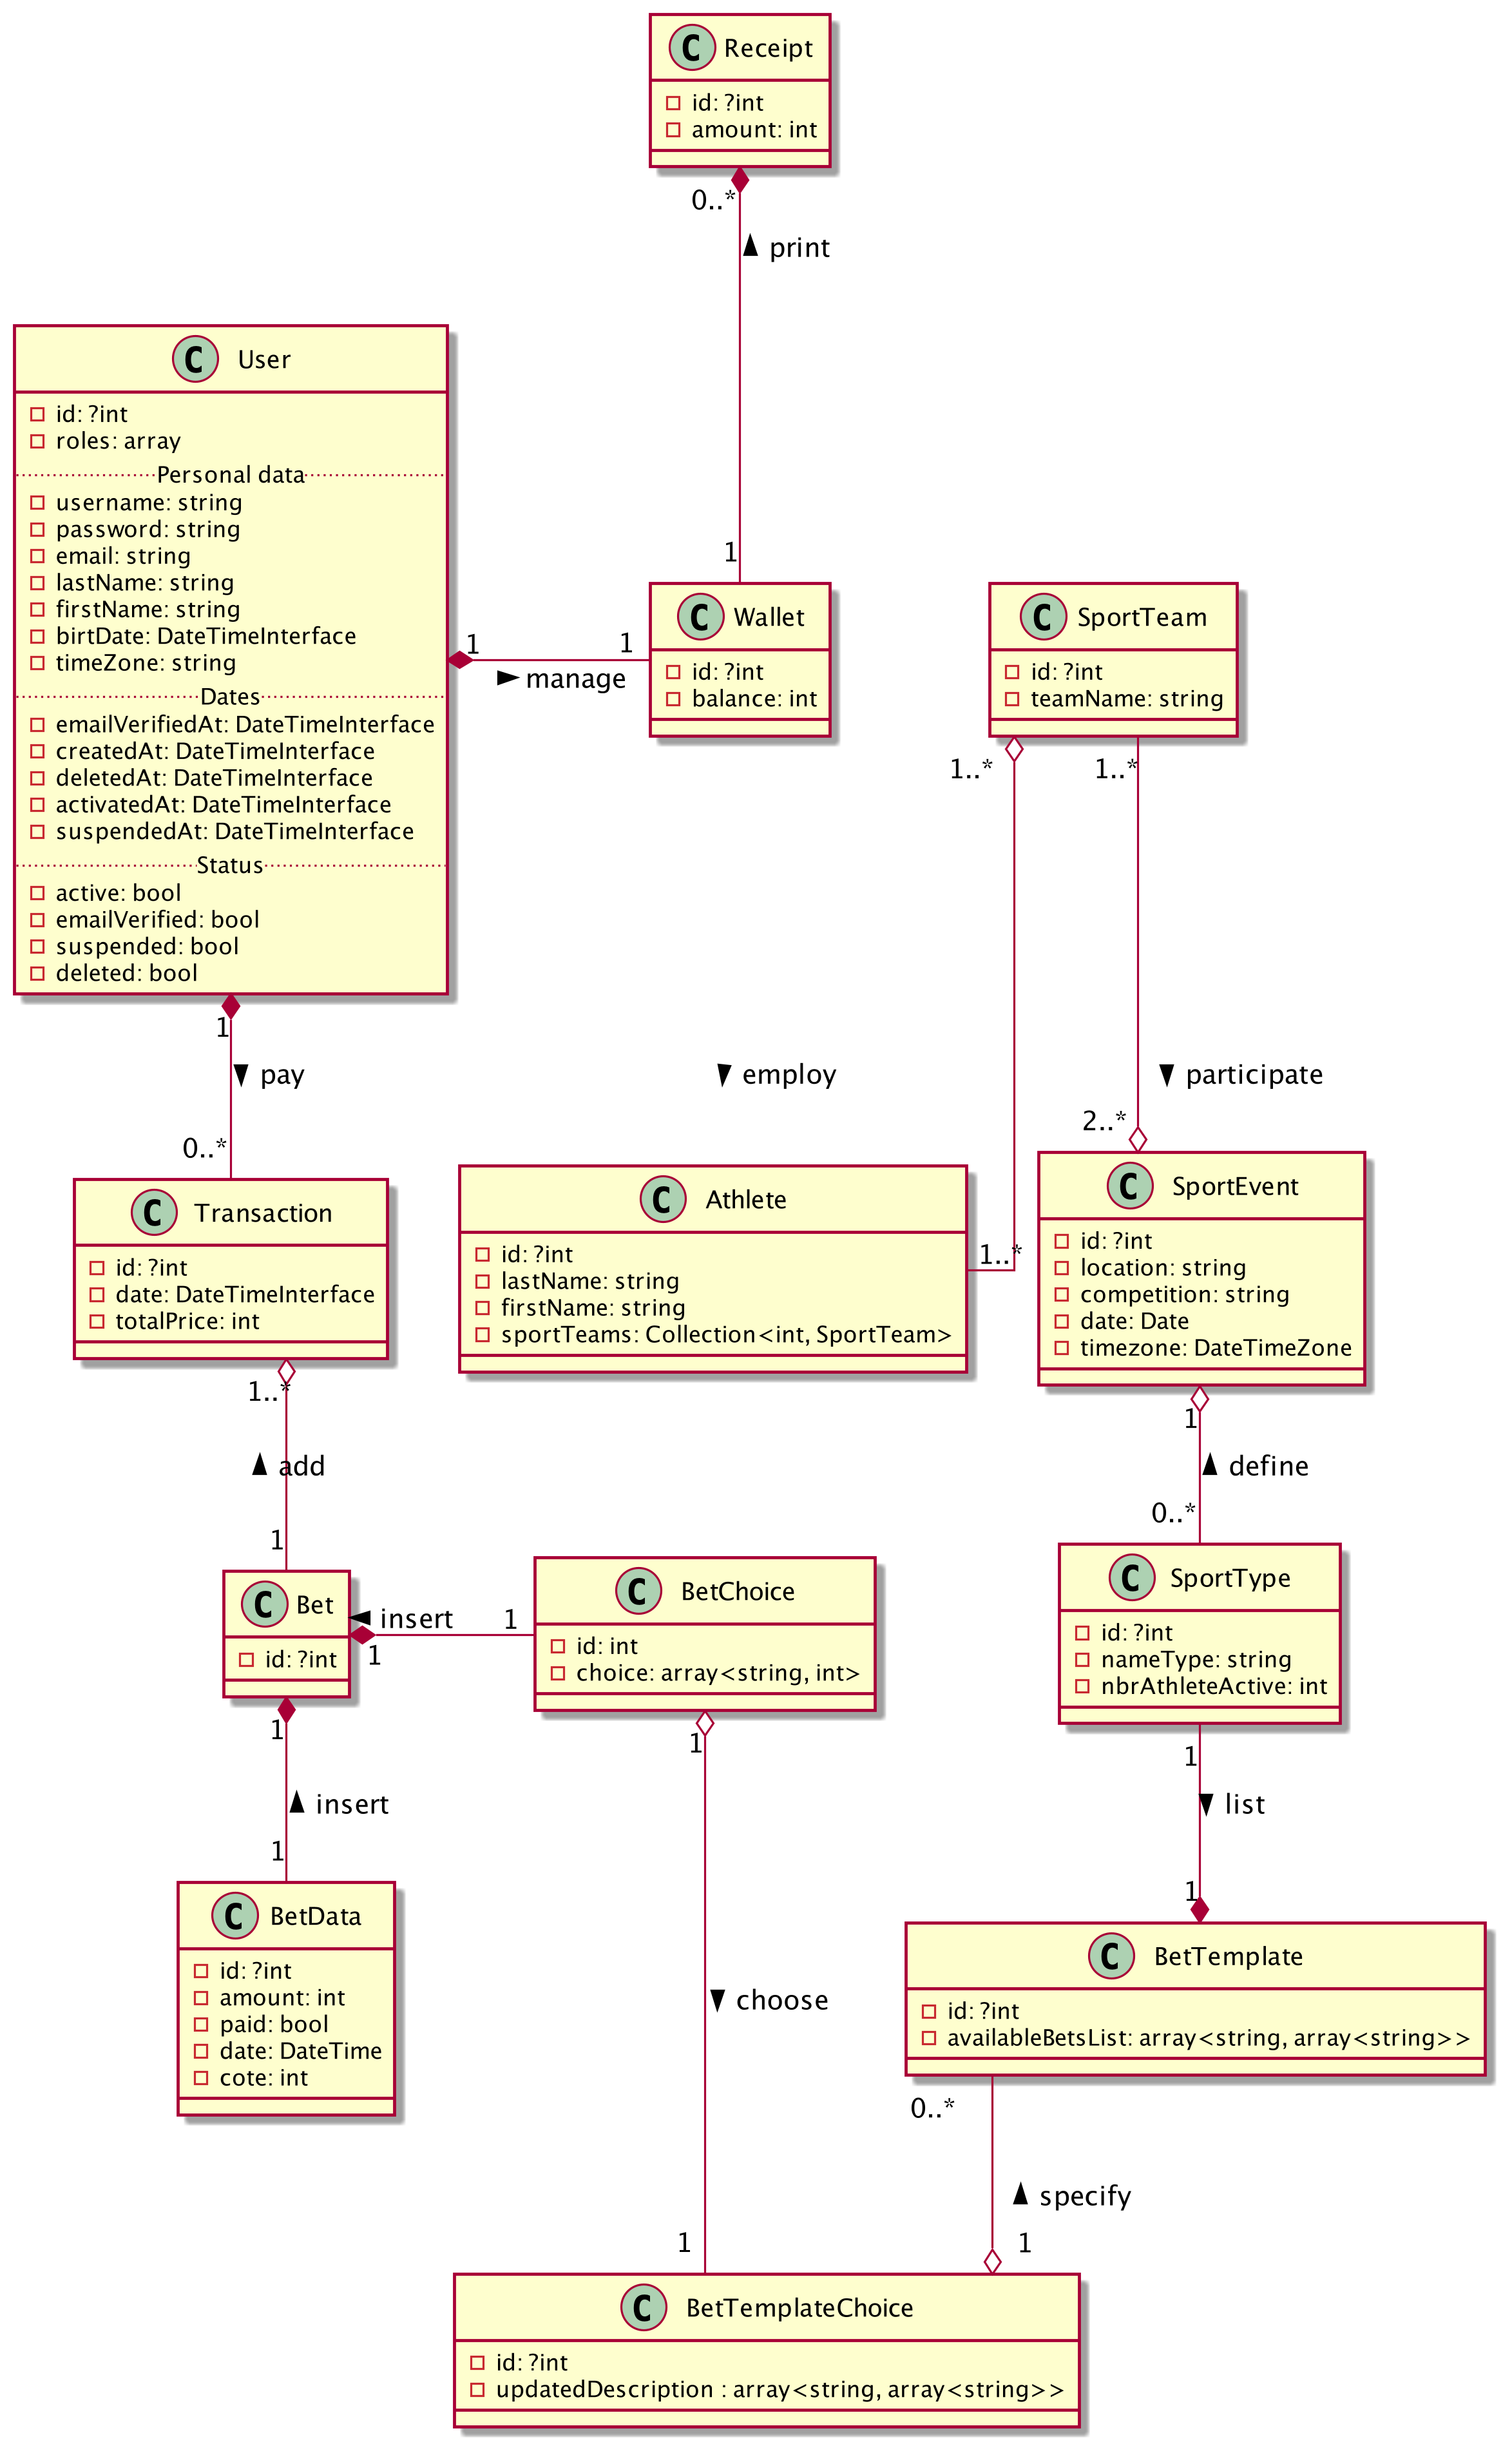 C Receipt
id: ?int
amount: int
0..*
print
1
C User
id: ?int
roles: array
Personal data
username: string
password: string
email: string
lastName: string
firstName: string
birtDate: DateTimeInterface
timeZone: string
Dates
emailVerifiedAt: DateTimeInterface
createdAt: DateTimeInterface
deletedAt: DateTimeInterface
activatedAt: DateTimeInterface
suspendedAt: DateTimeInterface
Status
active: bool
emailVerified: bool
suspended: bool
deleted: bool
1
manage
1
C Wallet
id: ?int
balance: int
C SportTeam
id: ?int
teamName: string
1..*
1..*
1
pay
0..*
employ
participate
2..*
1..*
C Transaction
id: ?int
date: DateTimeInterface
totalPrice: int
C Athlete
id: ?int
lastName: string
firstName: string
sportTeams: Collection<int, SportTeam>
C SportEvent
id: ?int
location: string
competition: string
date: Date
timezone: DateTimeZone
1..*
add
1
1
define
0..*
C Bet
id: ?int
insert
1
1
C BetChoice
id: int
choice: array<string, int>
C SportType
id: ?int
nameType: string
nbrAthleteActive: int
1
insert
1
1
choose
1
1
list
1
C BetData
id: ?int
amount: int
paid: bool
date: DateTime
cote: int
C BetTemplate
id: ?int
availableBetsList: array<string, array<string>>
0..*
specify
1
C BetTemplateChoice
id: ?int
updatedDescription : array<string, array<string>>